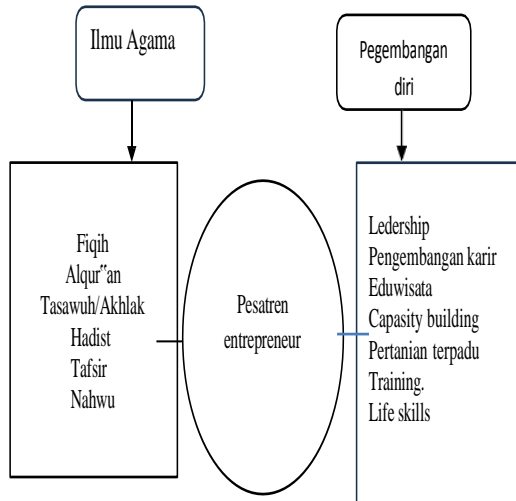 Ilmu Agama
Pegembangan
diri
Fiqih
Alqur‟an
Tasawuh/Akhlak
Hadist
Tafsir
Nahwu
Pesatren
entrepreneur
Ledership
Pengembangan karir
Eduwisata
Capasity building
Pertanian terpadu
Training.
Life skills